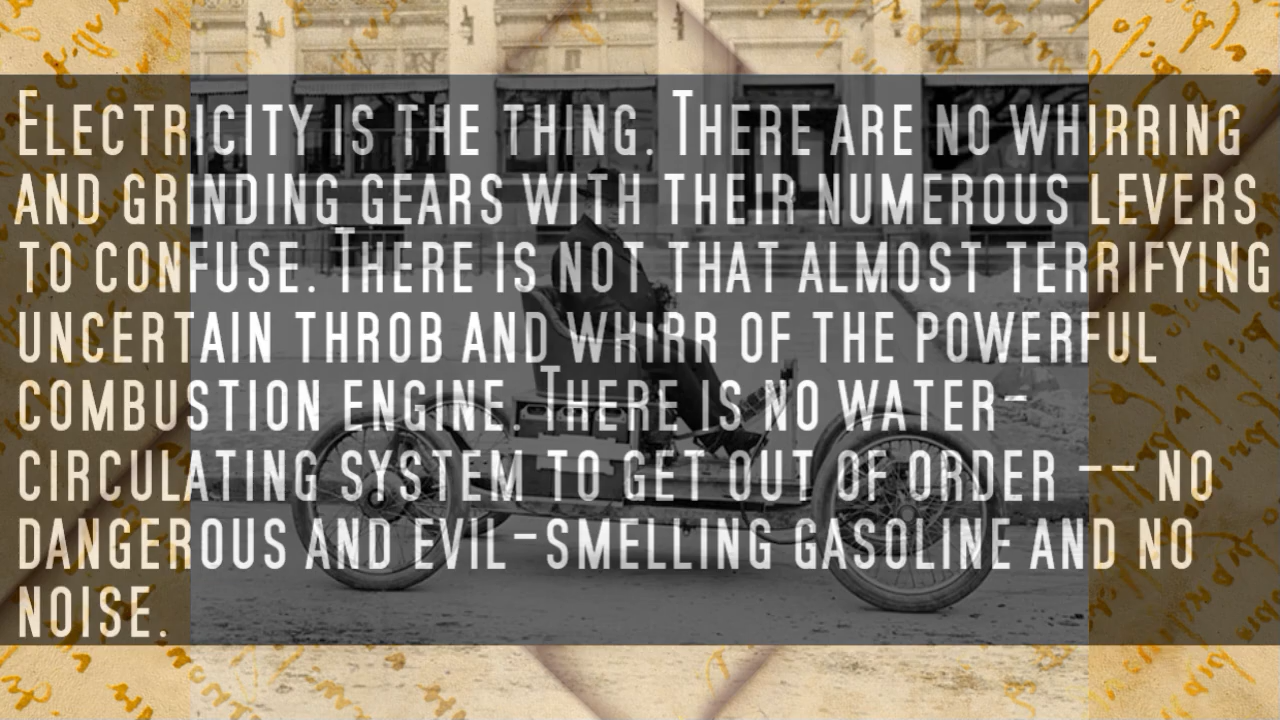 Electricity is the thing. There are no whirring
and grinding gears with their numerous levers
to confuse. There is not that almost terrifying
uncertain throb and whirr of the powerful
combustion engine. There is no water-
circulating system to get out of order -- no
dangerous and evil-smelling gasoline and no
noise.